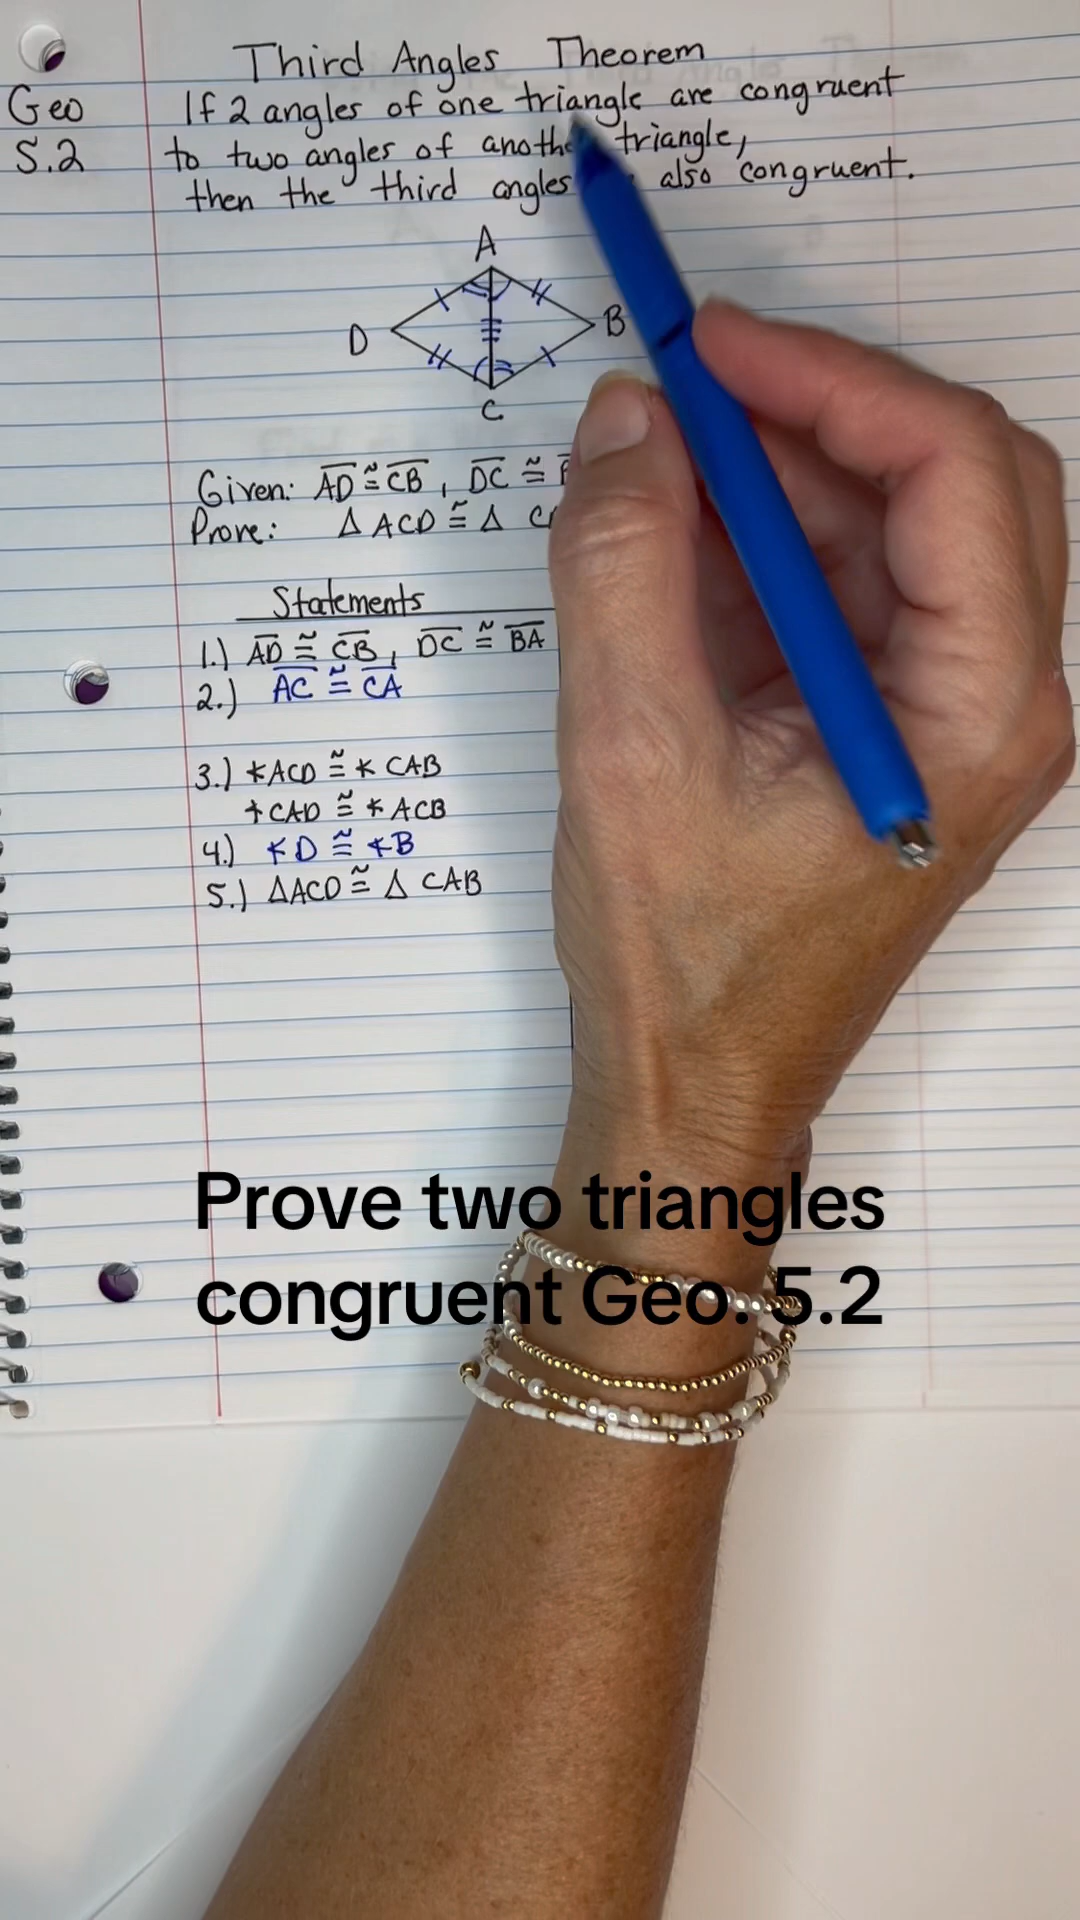 Third Angles Theorem
Geo
5.2
If 2 angles of one triangle are congruent
to two angles of triangle,
then the third angles also congruent.
A
D
B
C
Given: AD ≅ CB, DC ≅
Prove: △ ACD ≅ △
Statements
1.) AD ≅ CB, DC ≅ BA
2.) AC ≅ CA
3.) ∡ACD ≅ ∡ CAB
∡CAD ≅ ∡ ACB
4.) ∡D ≅ ∡B
5.) △ACD ≅ △ CAB
Prove two triangles
congruent Geo. 5.2